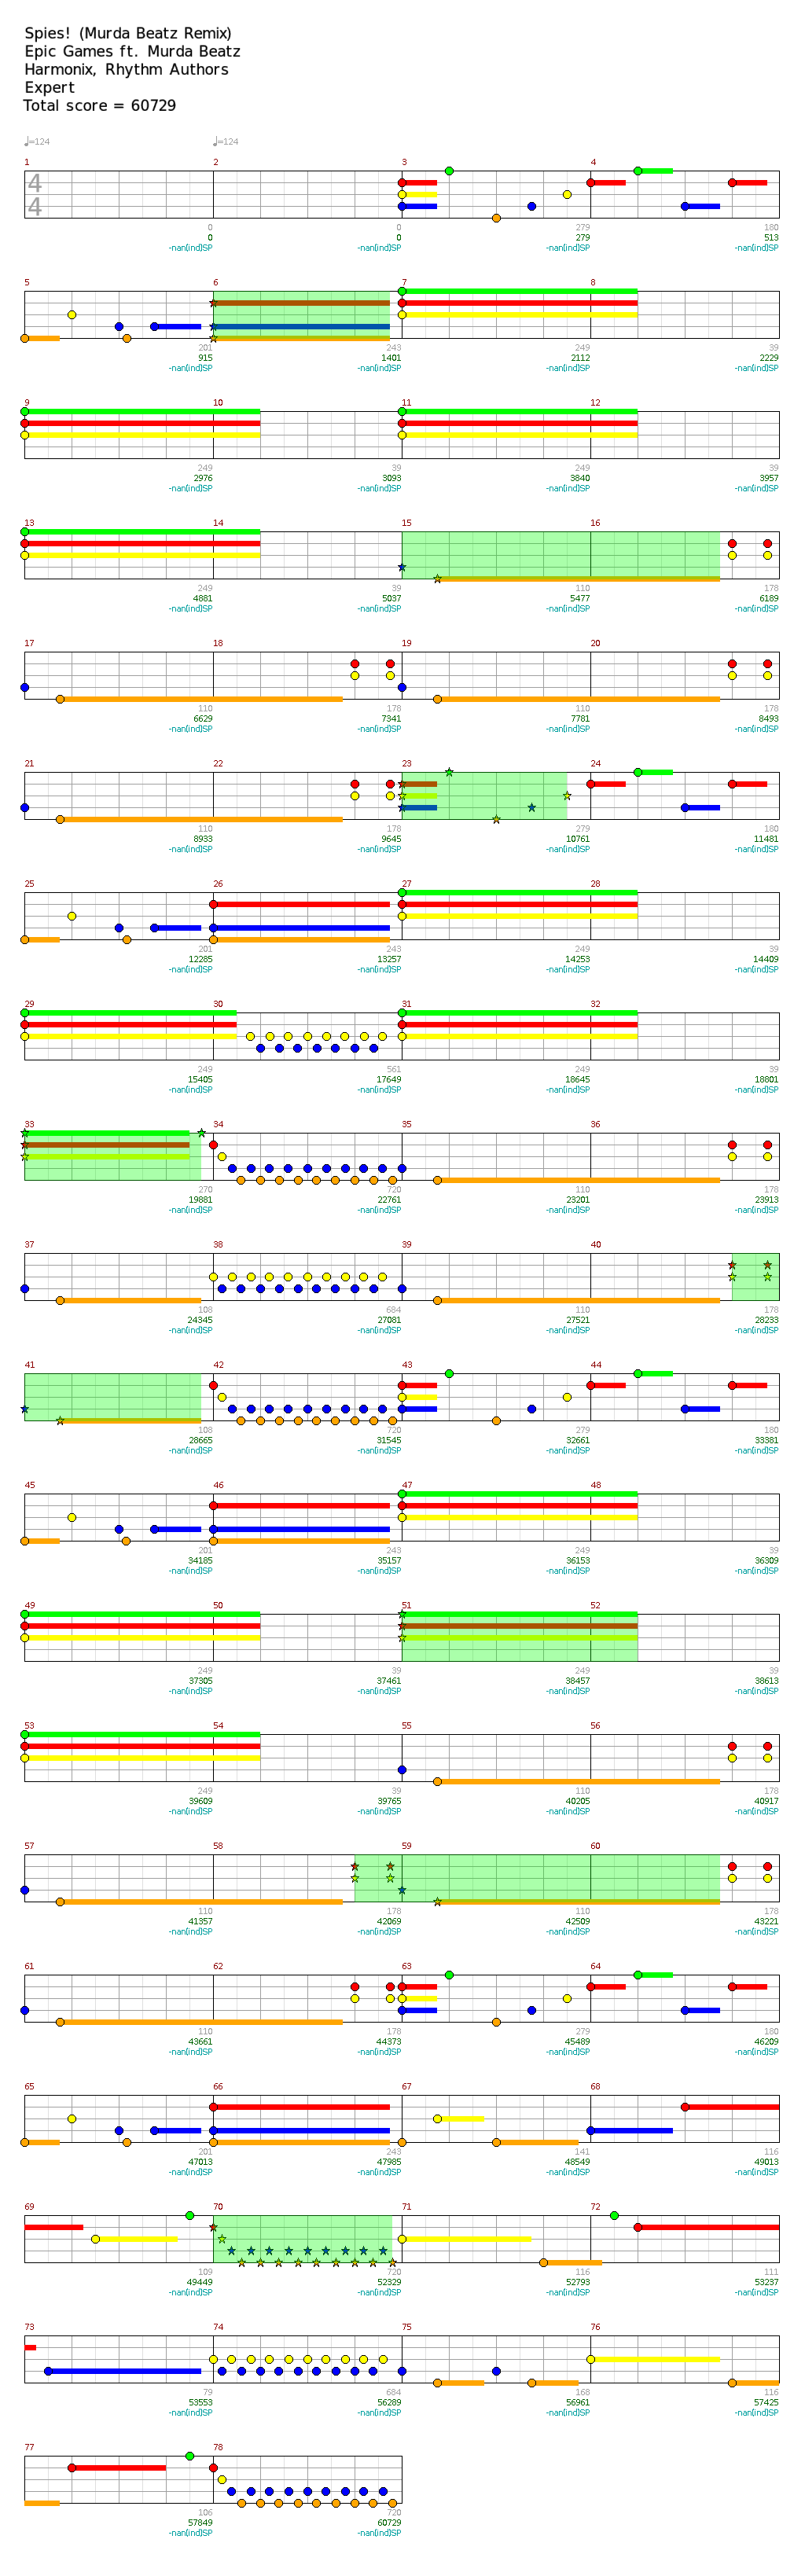 Spies! (Murda Beatz Remix)
Epic Games ft. Murda Beatz
Harmonix, Rhythm Authors
Expert
Total score = 60729
♩=124 ♩=124
1 2 3 4
4
4
0 0 279 180
0 0 279 513
-nan(ind)SP -nan(ind)SP -nan(ind)SP -nan(ind)SP
5 6 7 8
201 243 249 39
915 1401 2112 2229
-nan(ind)SP -nan(ind)SP -nan(ind)SP -nan(ind)SP
9 10 11 12
249 39 249 39
2976 3093 3840 3957
-nan(ind)SP -nan(ind)SP -nan(ind)SP -nan(ind)SP
13 14 15 16
249 39 110 178
4881 5037 5477 6189
-nan(ind)SP -nan(ind)SP -nan(ind)SP -nan(ind)SP
17 18 19 20
110 178 110 178
6629 7341 7781 8493
-nan(ind)SP -nan(ind)SP -nan(ind)SP -nan(ind)SP
21 22 23 24
110 178 279 180
8933 9645 10761 11481
-nan(ind)SP -nan(ind)SP -nan(ind)SP -nan(ind)SP
25 26 27 28
201 243 249 39
12285 13257 14253 14409
-nan(ind)SP -nan(ind)SP -nan(ind)SP -nan(ind)SP
29 30 31 32
249 561 249 39
15405 17649 18645 18801
-nan(ind)SP -nan(ind)SP -nan(ind)SP -nan(ind)SP
33 34 35 36
270 720 110 178
19881 22761 23201 23913
-nan(ind)SP -nan(ind)SP -nan(ind)SP -nan(ind)SP
37 38 39 40
108 684 110 178
24345 27081 27521 28233
-nan(ind)SP -nan(ind)SP -nan(ind)SP -nan(ind)SP
41 42 43 44
108 720 279 180
28665 31545 32661 33381
-nan(ind)SP -nan(ind)SP -nan(ind)SP -nan(ind)SP
45 46 47 48
201 243 249 39
34185 35157 36153 36309
-nan(ind)SP -nan(ind)SP -nan(ind)SP -nan(ind)SP
49 50 51 52
249 39 249 39
37305 37461 38457 38613
-nan(ind)SP -nan(ind)SP -nan(ind)SP -nan(ind)SP
53 54 55 56
249 39 110 178
39609 39765 40205 40917
-nan(ind)SP -nan(ind)SP -nan(ind)SP -nan(ind)SP
57 58 59 60
110 178 110 178
41357 42069 42509 43221
-nan(ind)SP -nan(ind)SP -nan(ind)SP -nan(ind)SP
61 62 63 64
110 178 279 180
43661 44373 45489 46209
-nan(ind)SP -nan(ind)SP -nan(ind)SP -nan(ind)SP
65 66 67 68
201 243 141 116
47013 47985 48549 49013
-nan(ind)SP -nan(ind)SP -nan(ind)SP -nan(ind)SP
69 70 71 72
109 720 116 111
49449 52329 52793 53237
-nan(ind)SP -nan(ind)SP -nan(ind)SP -nan(ind)SP
73 74 75 76
79 684 168 116
53553 56289 56961 57425
-nan(ind)SP -nan(ind)SP -nan(ind)SP -nan(ind)SP
77 78
106 720
57849 60729
-nan(ind)SP -nan(ind)SP